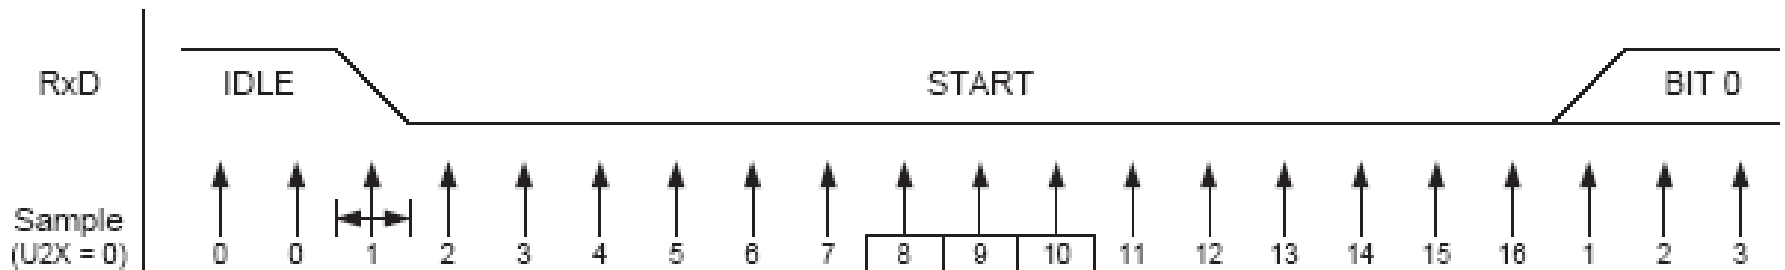 RxD IDLE START BIT 0
Sample
(U2X = 0) 0 0 1 2 3 4 5 6 7 8 9 10 11 12 13 14 15 16 1 2 3